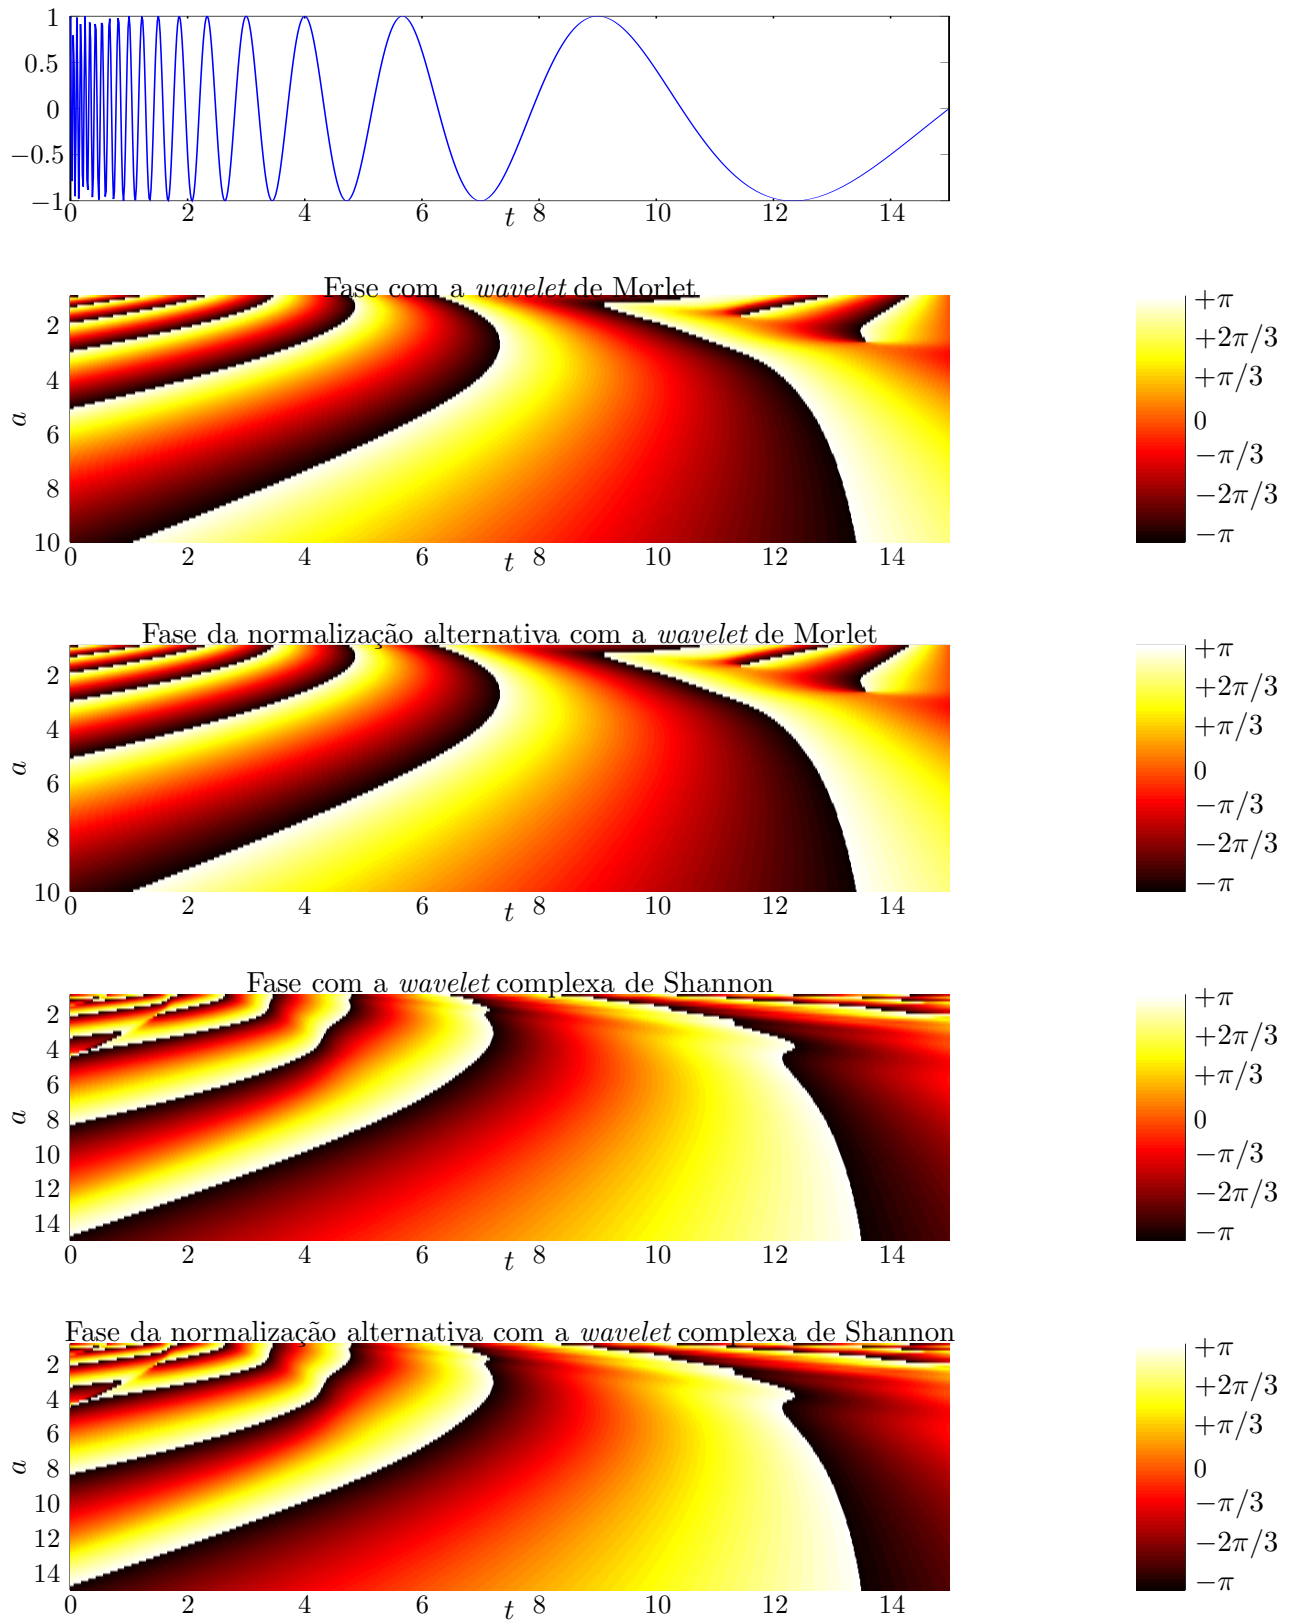 1
0.5
0
−0.5
−1
0 2 4 6 t 8 10 12 14
Fase com a wavelet de Morlet
2
4
a
6
8
10
0 2 4 6 t 8 10 12 14
+π
+2π/3
+π/3
0
−π/3
−2π/3
−π
Fase da normalização alternativa com a wavelet de Morlet
2
4
a
6
8
10
0 2 4 6 t 8 10 12 14
+π
+2π/3
+π/3
0
−π/3
−2π/3
−π
Fase com a wavelet complexa de Shannon
2
4
6
a
8
10
12
14
0 2 4 6 t 8 10 12 14
+π
+2π/3
+π/3
0
−π/3
−2π/3
−π
Fase da normalização alternativa com a wavelet complexa de Shannon
2
4
6
a
8
10
12
14
0 2 4 6 t 8 10 12 14
+π
+2π/3
+π/3
0
−π/3
−2π/3
−π